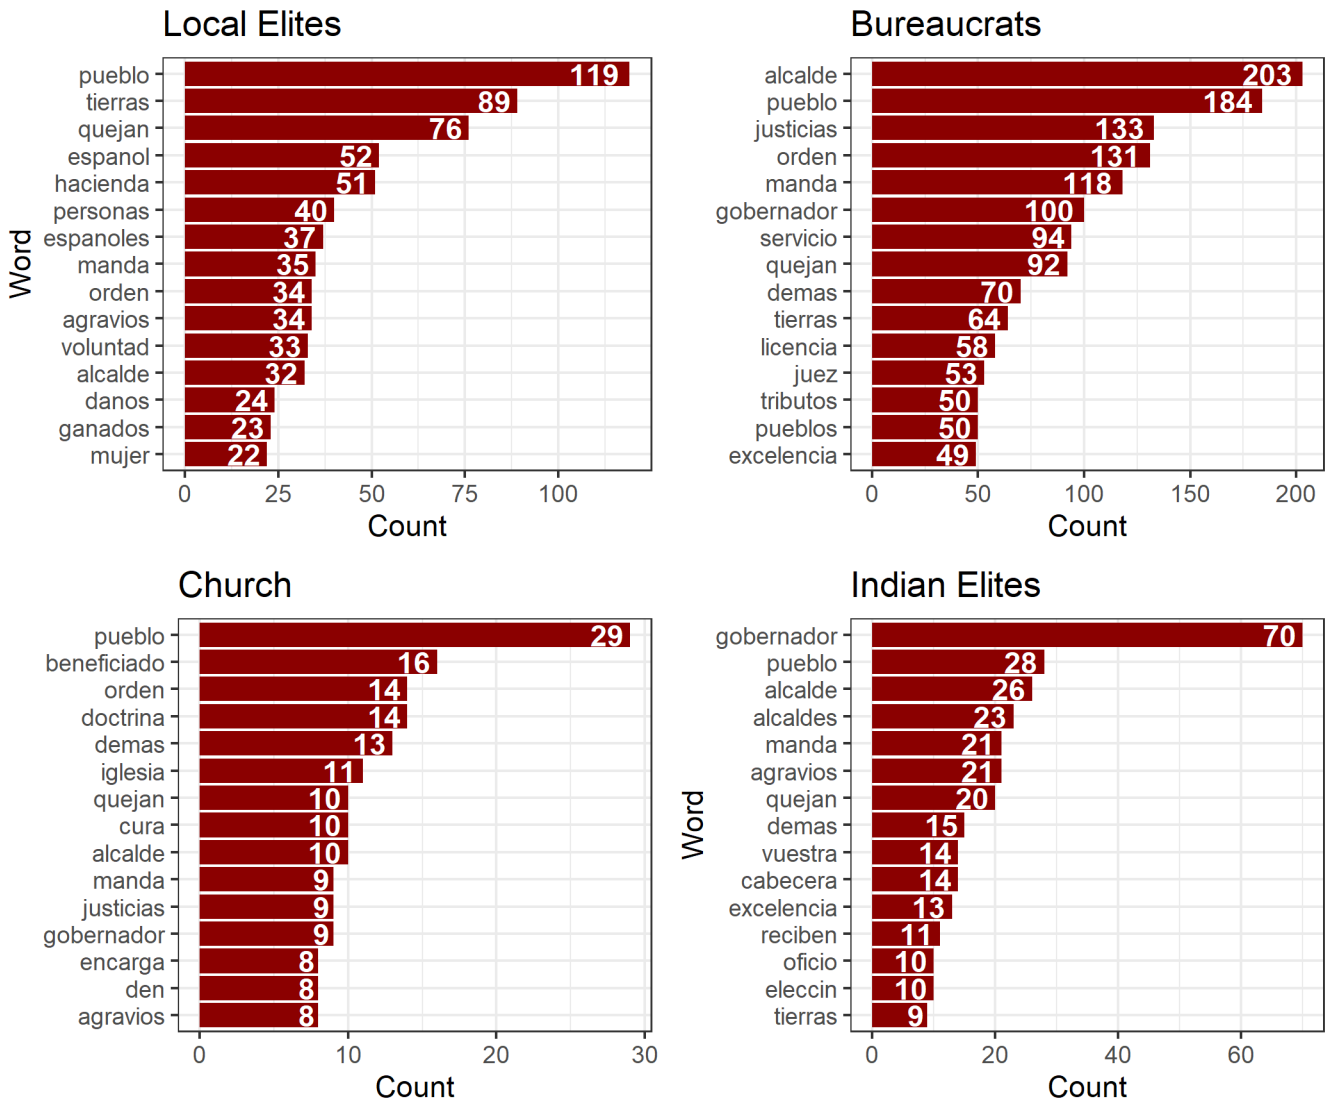 Local Elites
Word
pueblo 119
tierras 89
quejan 76
espanol 52
hacienda 51
personas 40
espanoles 37
manda 35
orden 34
agravios 34
voluntad 33
alcalde 32
danos 24
ganados 23
mujer 22
0 25 50 75 100
Count
Bureaucrats
alcalde 203
pueblo 184
justicias 133
orden 131
manda 118
gobernador 100
servicio 94
quejan 92
demas 70
tierras 64
licencia 58
juez 53
tributos 50
pueblos 50
excelencia 49
0 50 100 150 200
Count
Church
pueblo 29
beneficiado 16
orden 14
doctrina 14
demas 13
iglesia 11
quejan 10
cura 10
alcalde 10
manda 9
justicias 9
gobernador 9
encarga 8
den 8
agravios 8
0 10 20 30
Count
Indian Elites
Word
gobernador 70
pueblo 28
alcalde 26
alcaldes 23
manda 21
agravios 21
quejan 20
demas 15
vuestra 14
cabecera 14
excelencia 13
reciben 11
oficio 10
eleccin 10
tierras 9
0 20 40 60
Count